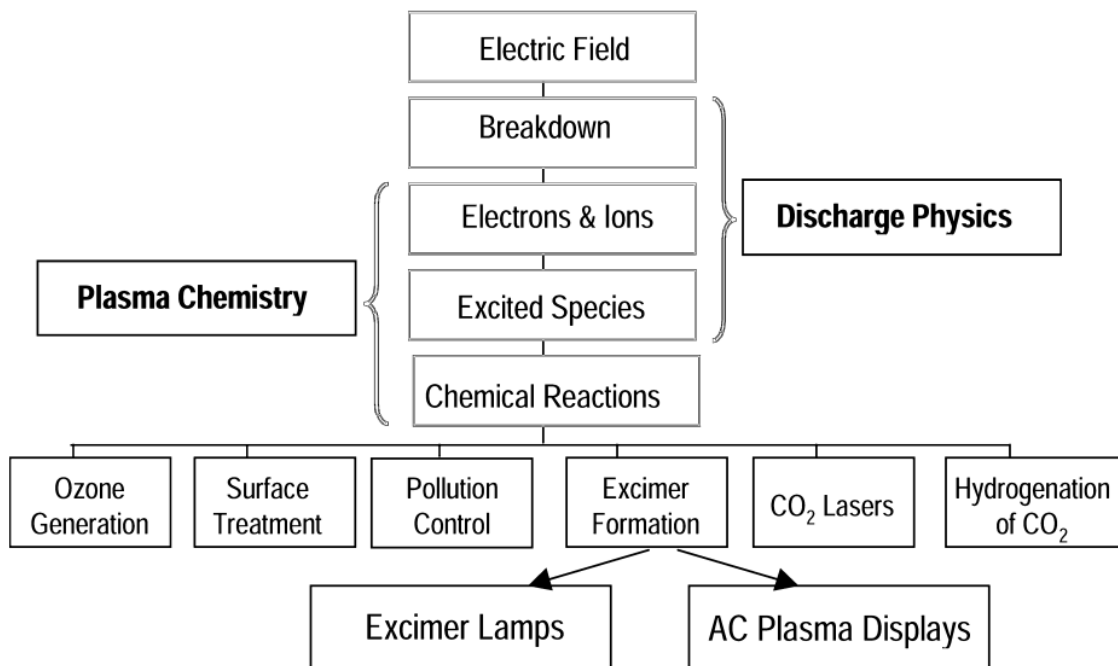 Electric Field
Breakdown
Electrons & Ions
Discharge Physics
Plasma Chemistry
Excited Species
Chemical Reactions
Ozone
Generation
Surface
Treatment
Pollution
Control
Excimer
Formation
CO₂ Lasers
Hydrogenation
of CO₂
Excimer Lamps
AC Plasma Displays